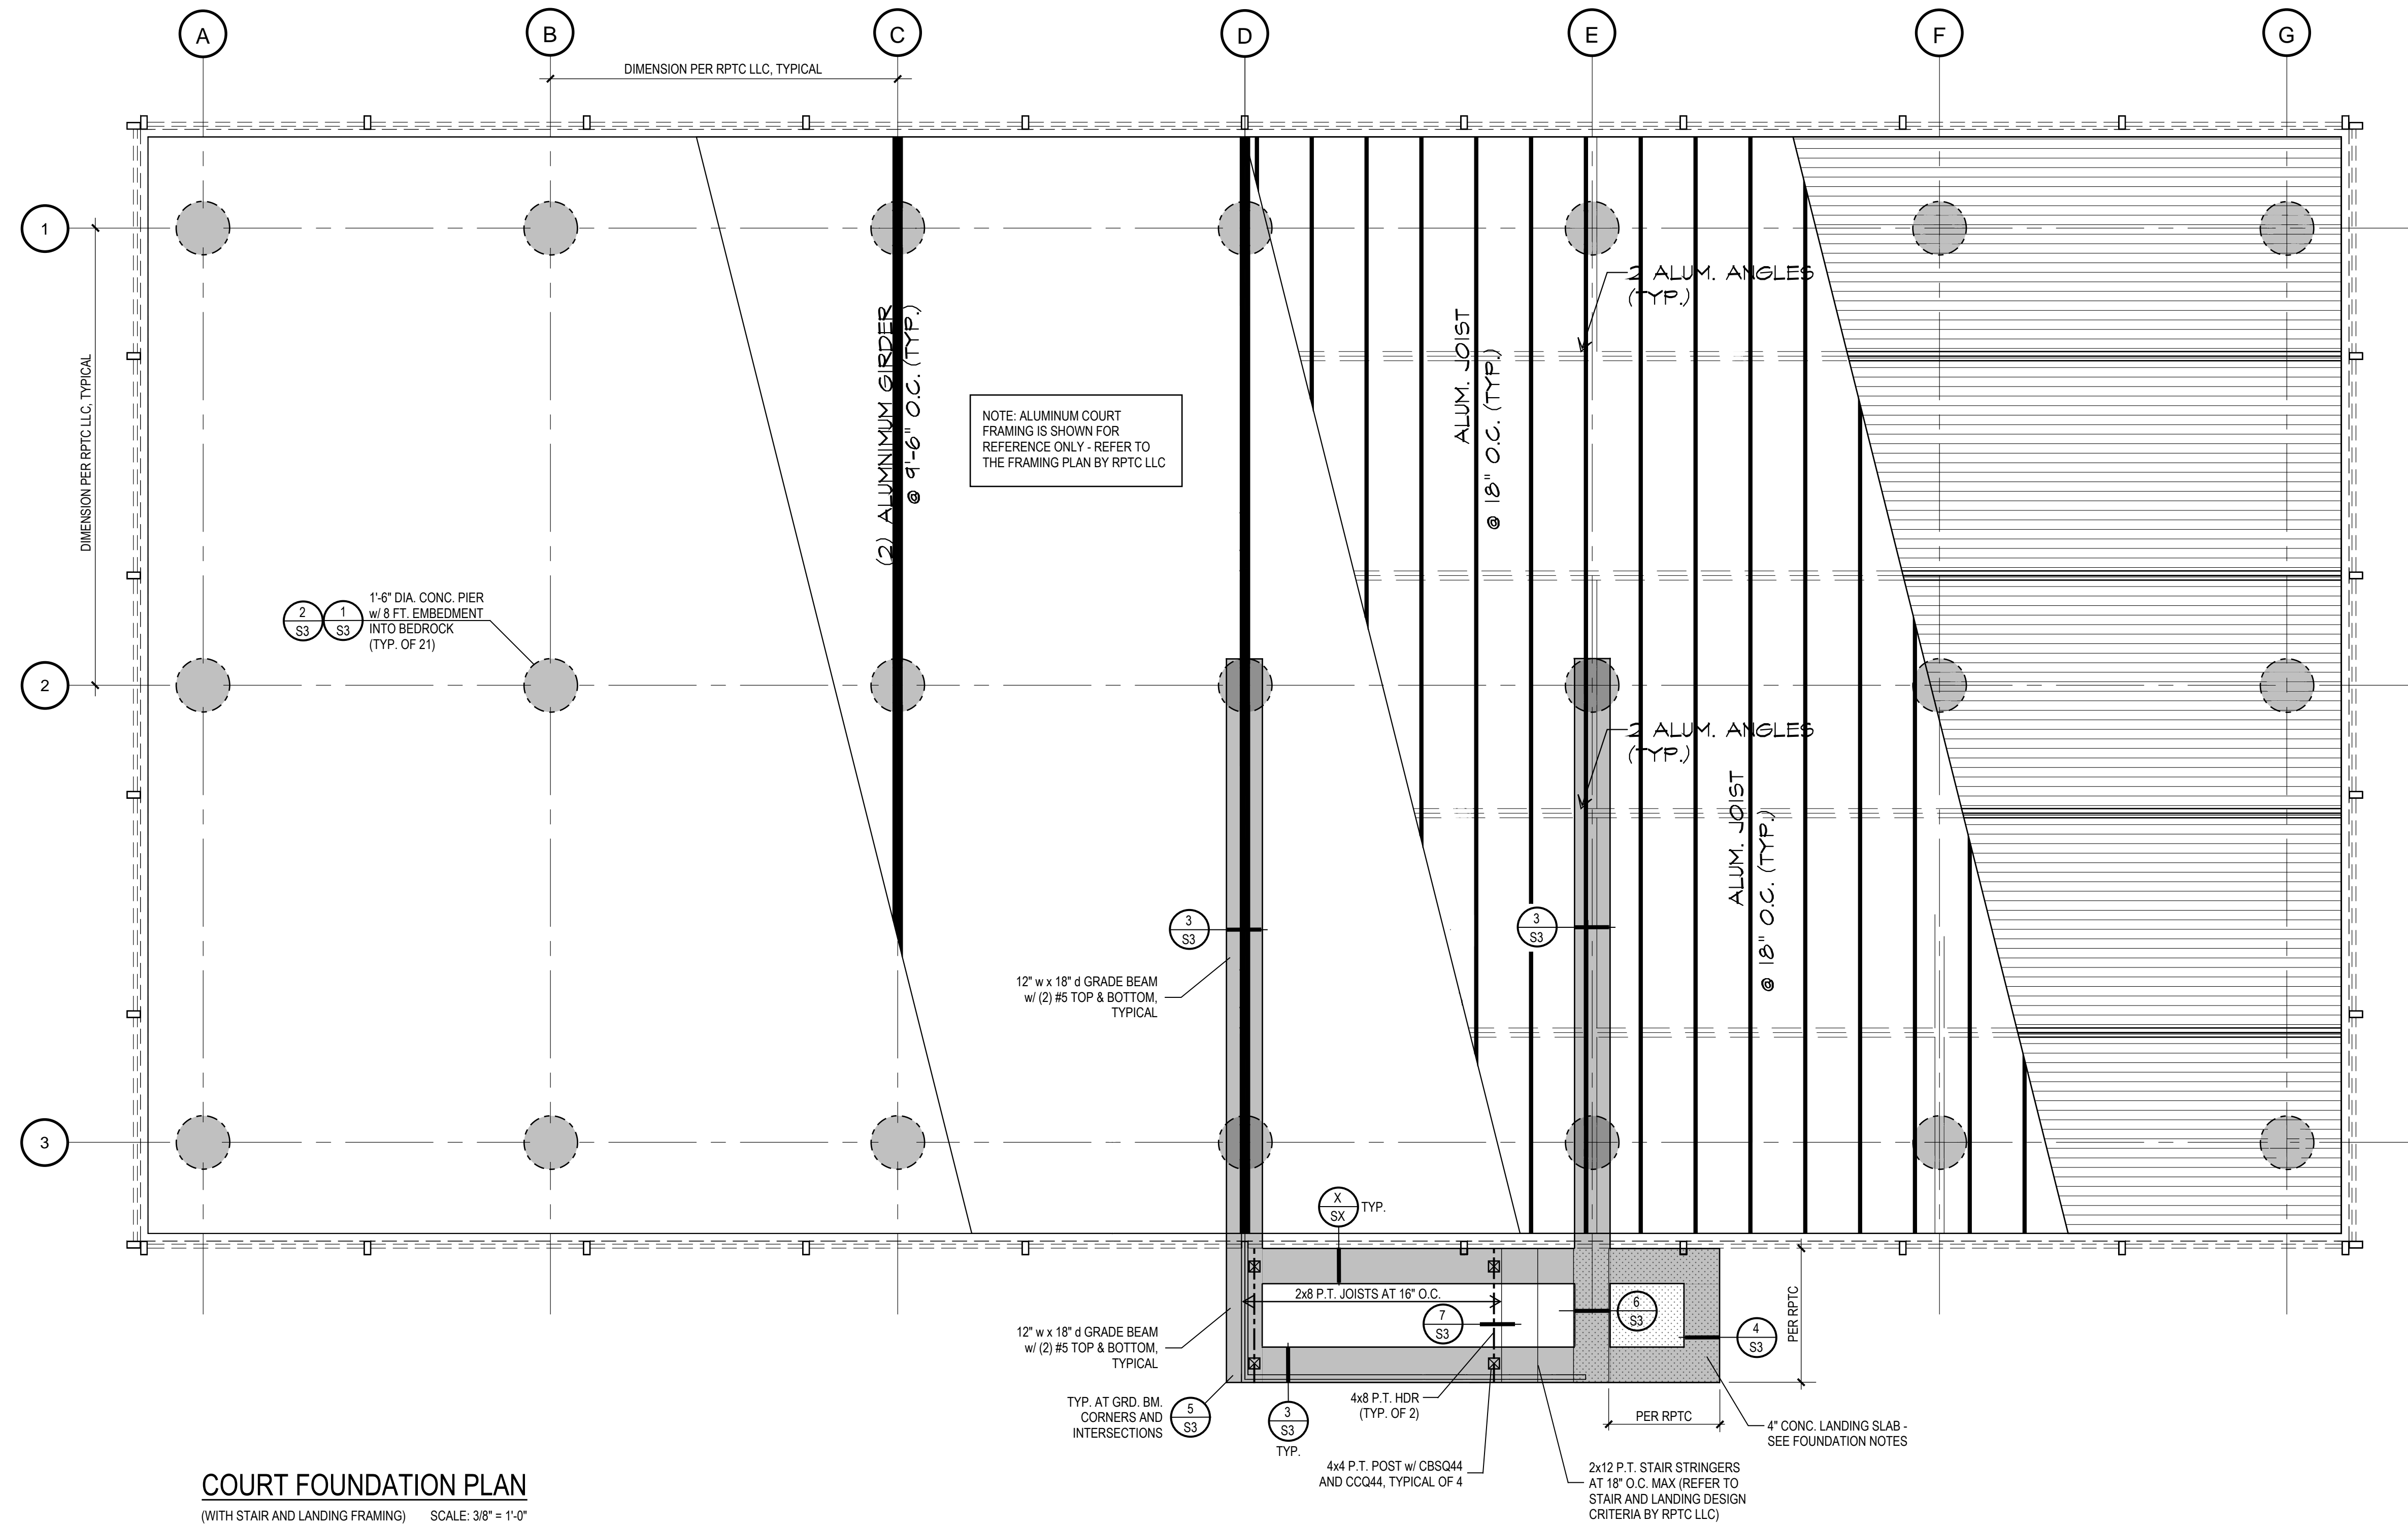 A
B
C
D
E
F
G
DIMENSION PER RPTC LLC, TYPICAL
1
2
3
DIMENSION PER RPTC LLC, TYPICAL
2 ALUM. ANGLES
(TYP.)
(2) ALUMNIMUM GIRDER
@ 9'-6" O.C. (TYP.)
NOTE: ALUMINUM COURT
FRAMING IS SHOWN FOR
REFERENCE ONLY - REFER TO
THE FRAMING PLAN BY RPTC LLC
ALUM. JOIST
@ 18" O.C. (TYP.)
2
S3
1
S3
1'-6" DIA. CONC. PIER
w/ 8 FT. EMBEDMENT
INTO BEDROCK
(TYP. OF 21)
2 ALUM. ANGLES
(TYP.)
ALUM. JOIST
@ 18" O.C. (TYP.)
3
S3
3
S3
12" w x 18" d GRADE BEAM
w/ (2) #5 TOP & BOTTOM,
TYPICAL
X
SX
TYP.
2x8 P.T. JOISTS AT 16" O.C.
7
S3
6
S3
4
S3
PER RPTC
12" w x 18" d GRADE BEAM
w/ (2) #5 TOP & BOTTOM,
TYPICAL
TYP. AT GRD. BM.
CORNERS AND
INTERSECTIONS
5
S3
3
S3
TYP.
4x8 P.T. HDR
(TYP. OF 2)
PER RPTC
4" CONC. LANDING SLAB -
SEE FOUNDATION NOTES
4x4 P.T. POST w/ CBSQ44
AND CCQ44, TYPICAL OF 4
2x12 P.T. STAIR STRINGERS
AT 18" O.C. MAX (REFER TO
STAIR AND LANDING DESIGN
CRITERIA BY RPTC LLC)
COURT FOUNDATION PLAN
(WITH STAIR AND LANDING FRAMING) SCALE: 3/8" = 1'-0"